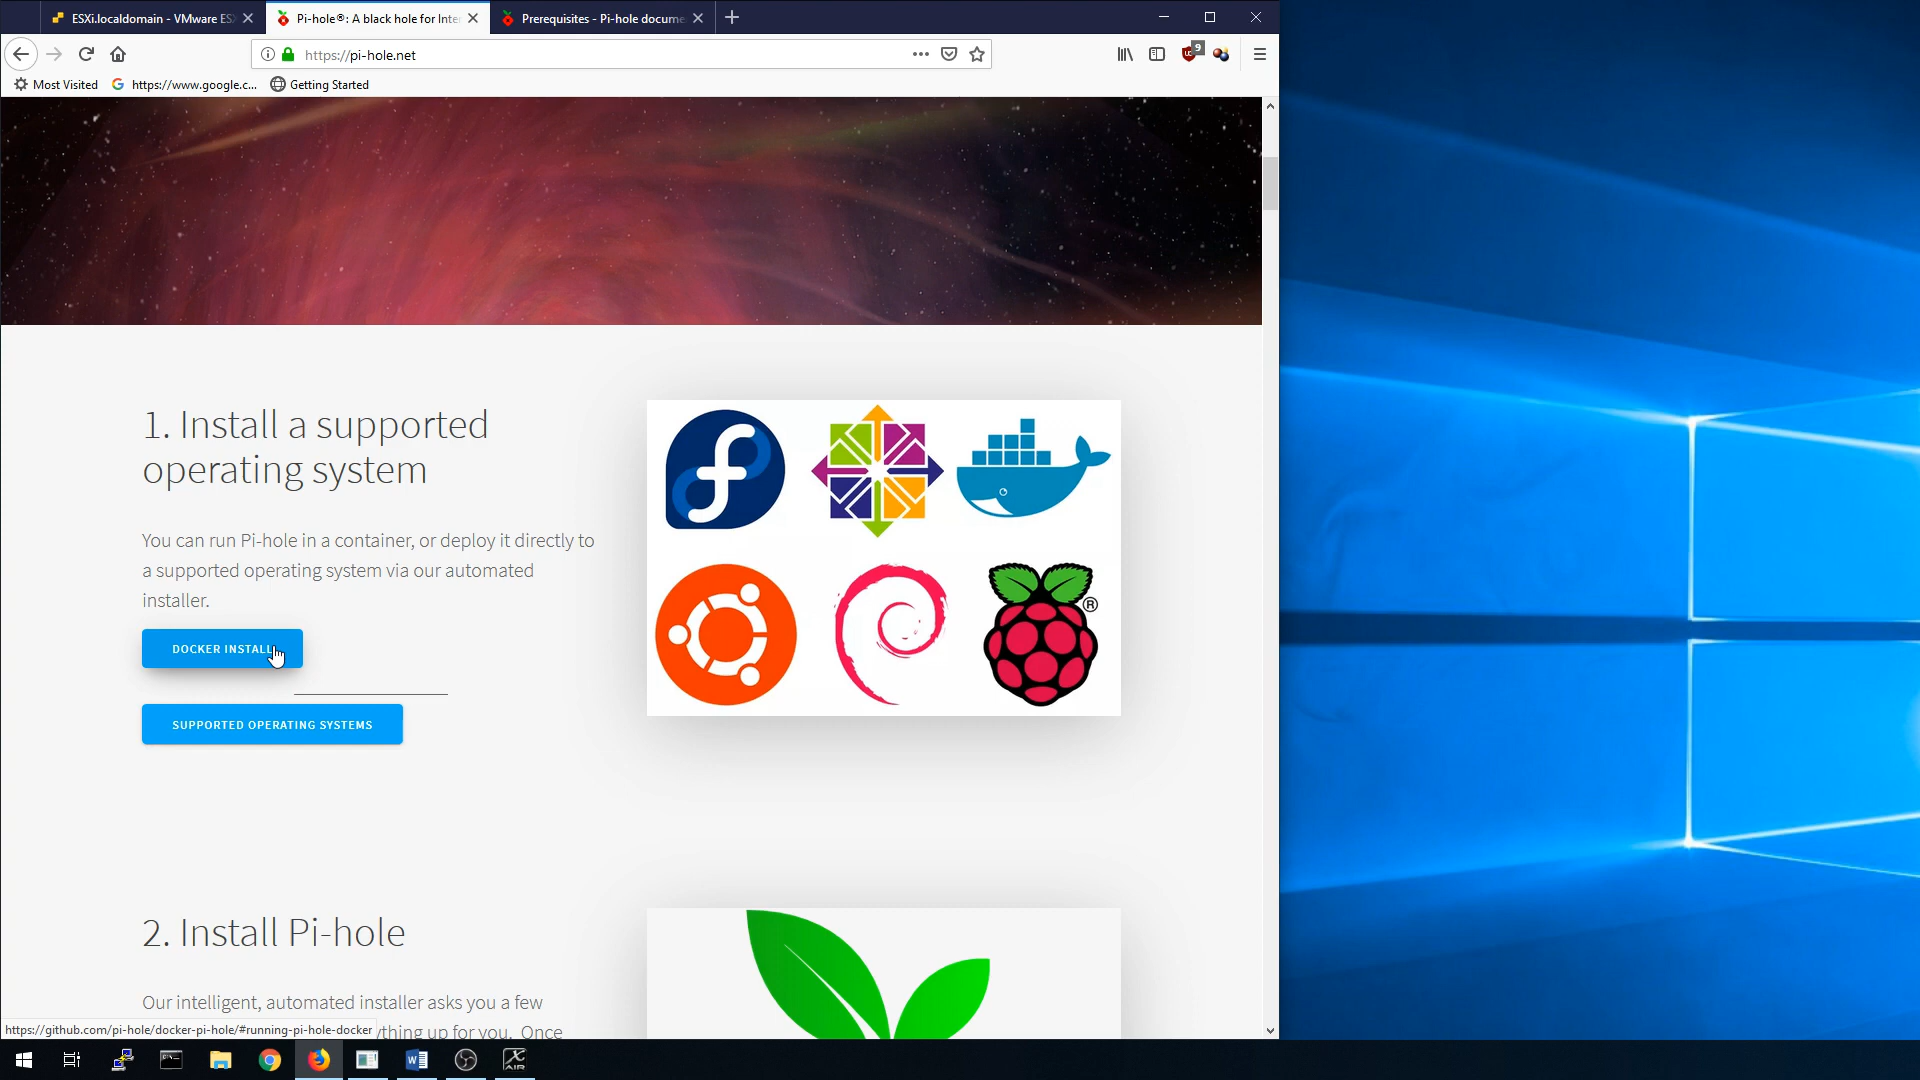 ESXi.localdomain - VMware ES
Pi-hole®: A black hole for Inter
Prerequisites - Pi-hole docume
https://pi-hole.net
9
Most Visited
https://www.google.c...
Getting Started
1. Install a supported
operating system
You can run Pi-hole in a container, or deploy it directly to
a supported operating system via our automated
installer.
DOCKER INSTALL
SUPPORTED OPERATING SYSTEMS
®
2. Install Pi-hole
Our intelligent, automated installer asks you a few
ything up for you. Once
https://github.com/pi-hole/docker-pi-hole/#running-pi-hole-docker
AIR